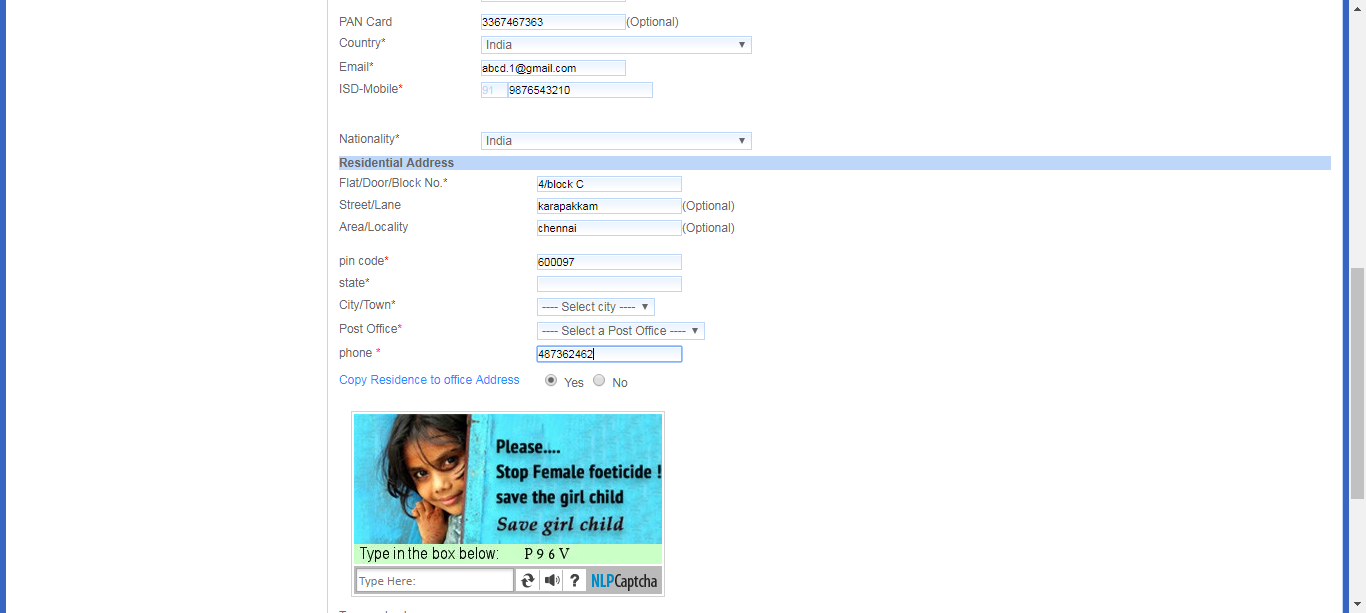 PAN Card 3367467363 (Optional)
Country* India
Email* abcd.1@gmail.com
ISD-Mobile* 91 9876543210
Nationality* India
Residential Address
Flat/Door/Block No.* 4/block C
Street/Lane karapakkam (Optional)
Area/Locality chennai (Optional)
pin code* 600097
state*
City/Town* ---- Select city ----
Post Office* ---- Select a Post Office ----
phone * 487362462
Copy Residence to office Address Yes No
Please....
Stop Female foeticide !
save the girl child
Save girl child
Type in the box below: P 9 6 V
Type Here: ? NLPCaptcha